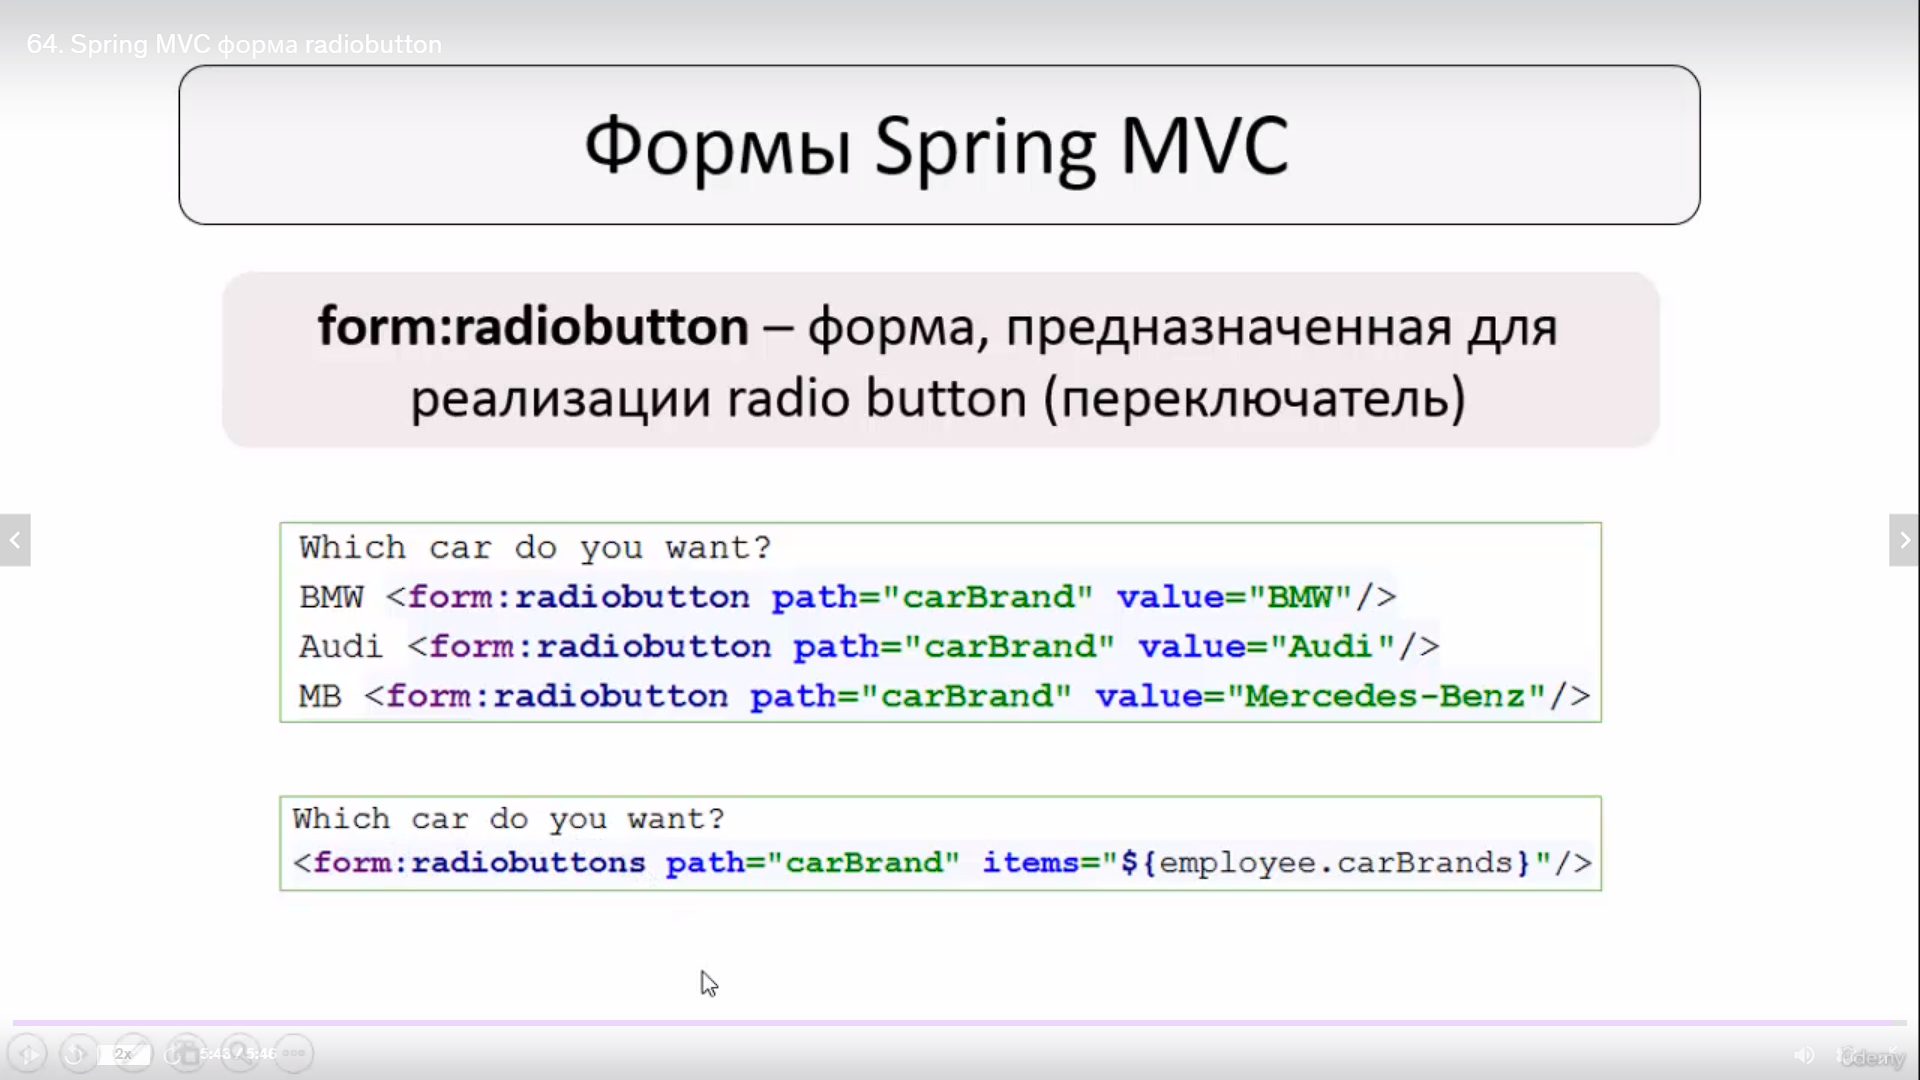 64. Spring MVC форма radiobutton
Формы Spring MVC
form:radiobutton – форма, предназначенная для
реализации radio button (переключатель)
Which car do you want?
BMW <form:radiobutton path="carBrand" value="BMW"/>
Audi <form:radiobutton path="carBrand" value="Audi"/>
MB <form:radiobutton path="carBrand" value="Mercedes-Benz"/>
Which car do you want?
<form:radiobuttons path="carBrand" items="${employee.carBrands}"/>
2x 5:43 / 5:46
Udemy